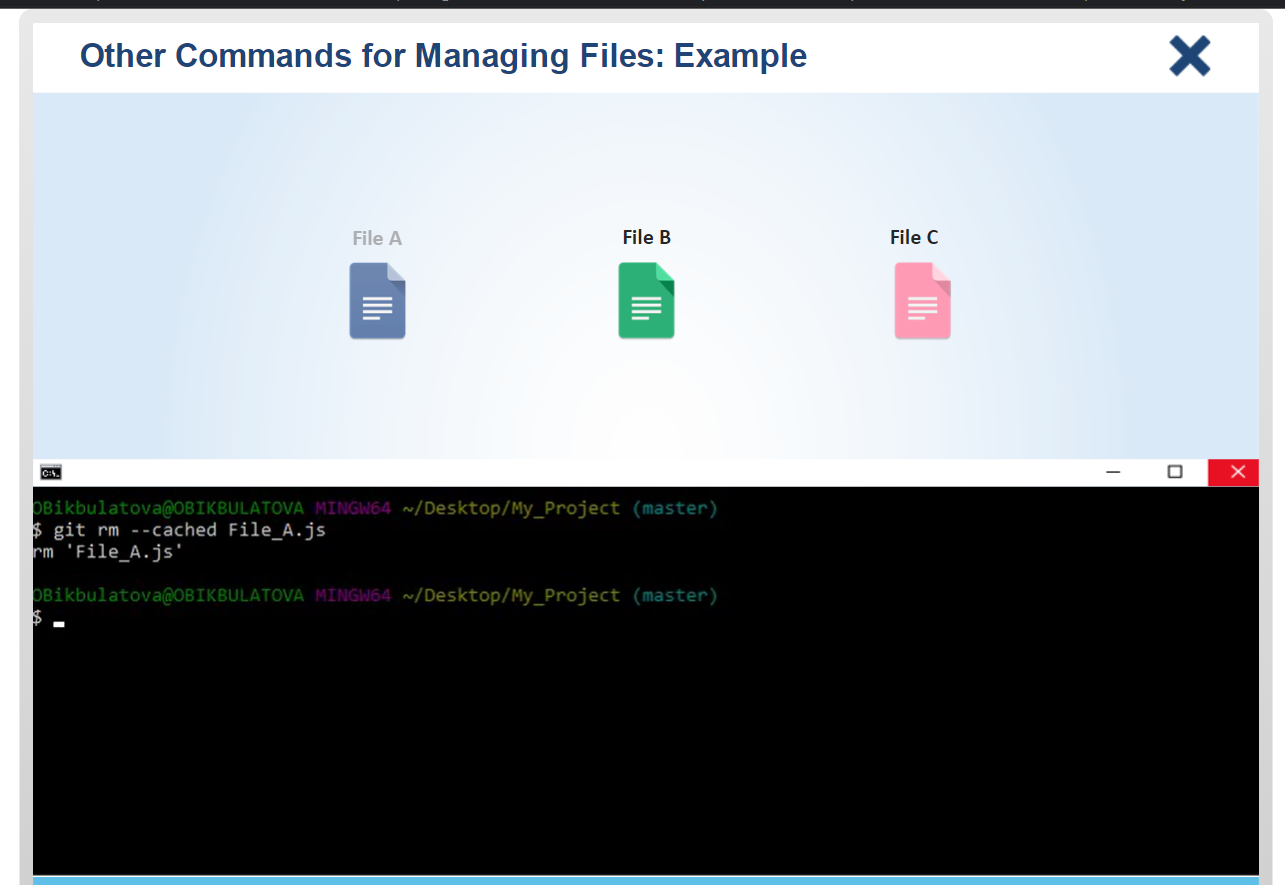 Other Commands for Managing Files: Example
File A
File B
File C
C:\.
OBikbulatova@OBIKBULATOVA MINGW64 ~/Desktop/My_Project (master)
$ git rm --cached File_A.js
rm 'File_A.js'
OBikbulatova@OBIKBULATOVA MINGW64 ~/Desktop/My_Project (master)
$